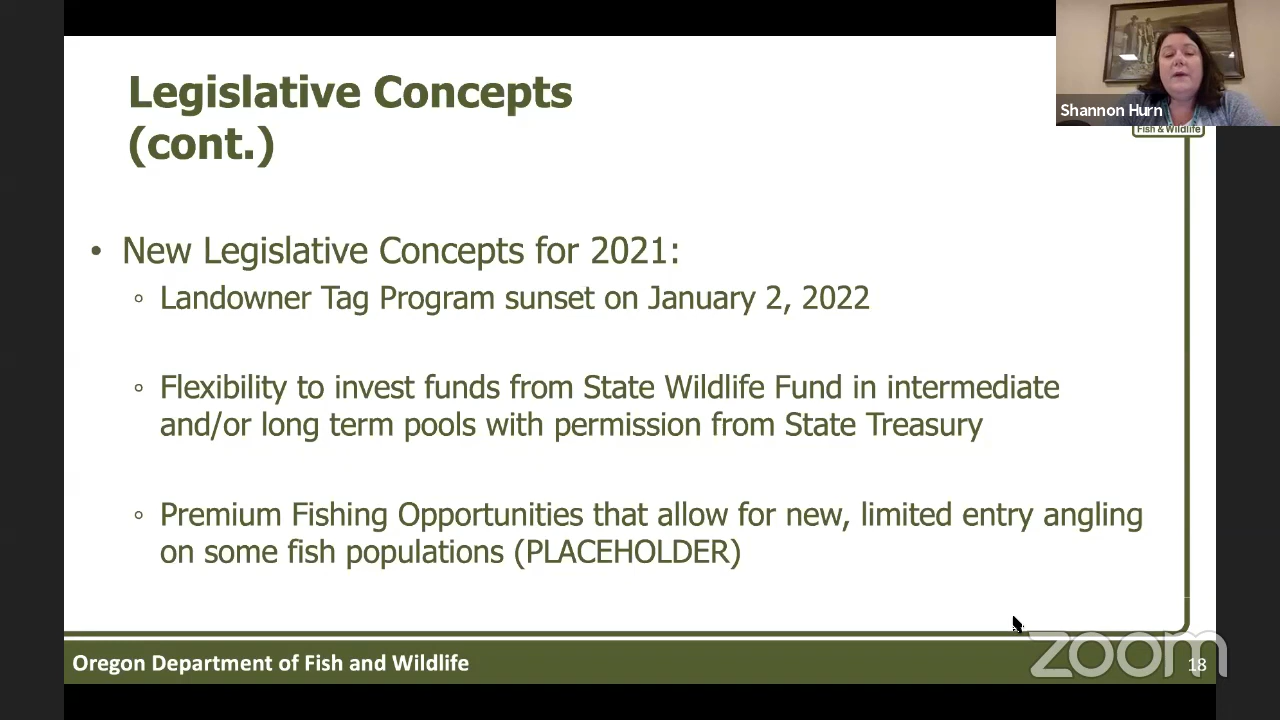 Legislative Concepts
(cont.)
Shannon Hurn
Fish & Wildlife
• New Legislative Concepts for 2021:
◦ Landowner Tag Program sunset on January 2, 2022
◦ Flexibility to invest funds from State Wildlife Fund in intermediate
and/or long term pools with permission from State Treasury
◦ Premium Fishing Opportunities that allow for new, limited entry angling
on some fish populations (PLACEHOLDER)
Oregon Department of Fish and Wildlife
zoom
18